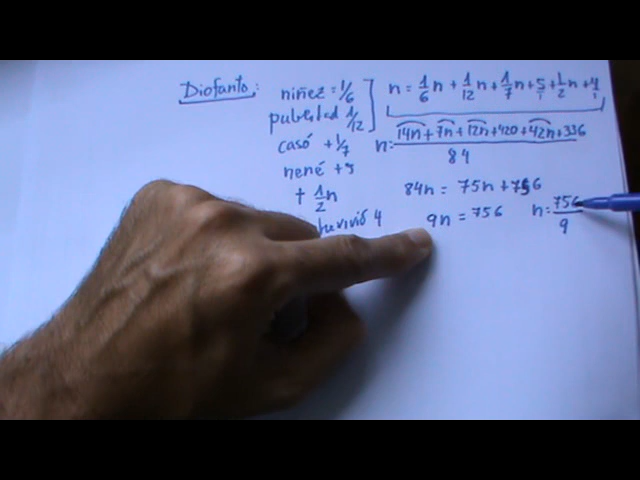 Diofanto:
niñez = 1/6
pubertad 1/12
casó + 1/7
nené + 5
† 1/2 n
vivió 4
n = 1/6 n + 1/12 n + 1/7 n + 5/1 + 1/2 n + 4/1
n = 14n + 7n + 12n + 420 + 42n + 336 / 84
84n = 75n + 756
9n = 756
n = 756 / 9